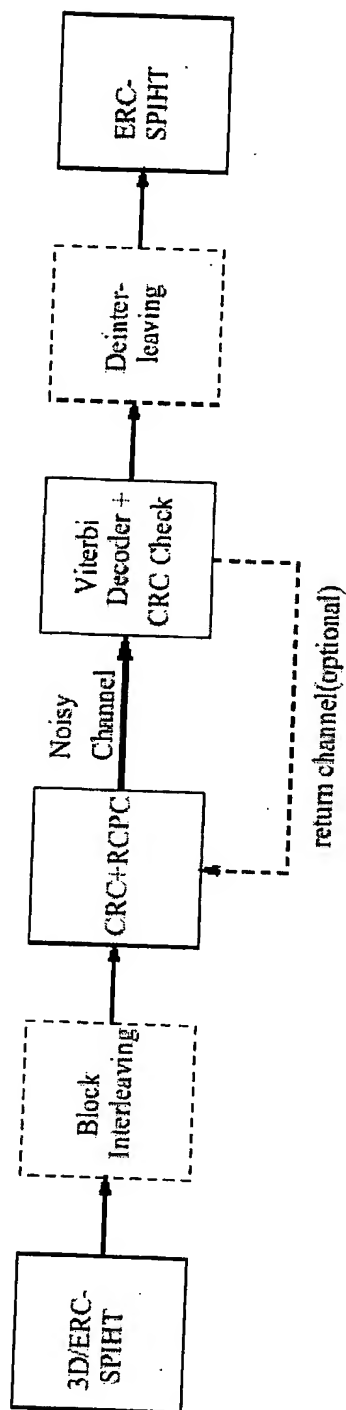 3D/ERC-
SPIHT
Block
Interleaving
CRC+RCPC
Noisy
Channel
Viterbi
Decoder +
CRC Check
Deinter-
leaving
ERC-
SPIHT
return channel(optional)